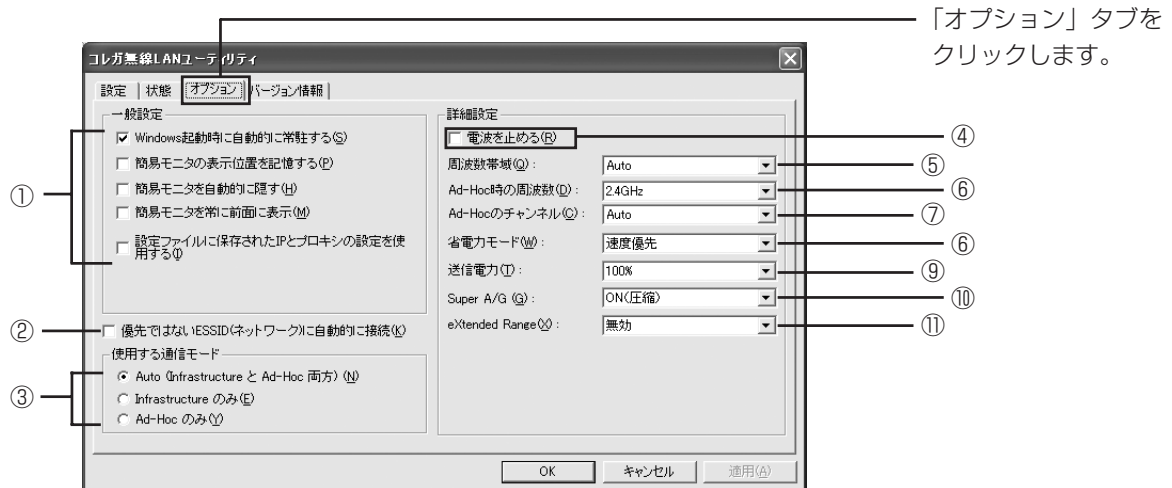 「オプション」タブを
クリックします。
コレガ無線LANユーティリティ
設定 状態 オプション バージョン情報
一般設定
① Windows起動時に自動的に常駐する(S)
簡易モニタの表示位置を記憶する(P)
簡易モニタを自動的に隠す(H)
簡易モニタを常に前面に表示(M)
設定ファイルに保存されたIPとプロキシの設定を使
用する(I)
② 優先ではないESSID(ネットワーク)に自動的に接続(K)
使用する通信モード
③ Auto (Infrastructure と Ad-Hoc 両方) (N)
Infrastructure のみ(E)
Ad-Hoc のみ(Y)
詳細設定
電波を止める(R) ④
周波数帯域(Q): Auto ⑤
Ad-Hoc時の周波数(D): 2.4GHz ⑥
Ad-Hocのチャンネル(C): Auto ⑦
省電力モード(W): 速度優先 ⑥
送信電力(T): 100% ⑨
Super A/G (G): ON(圧縮) ⑩
eXtended Range(X): 無効 ⑪
OK キャンセル 適用(A)